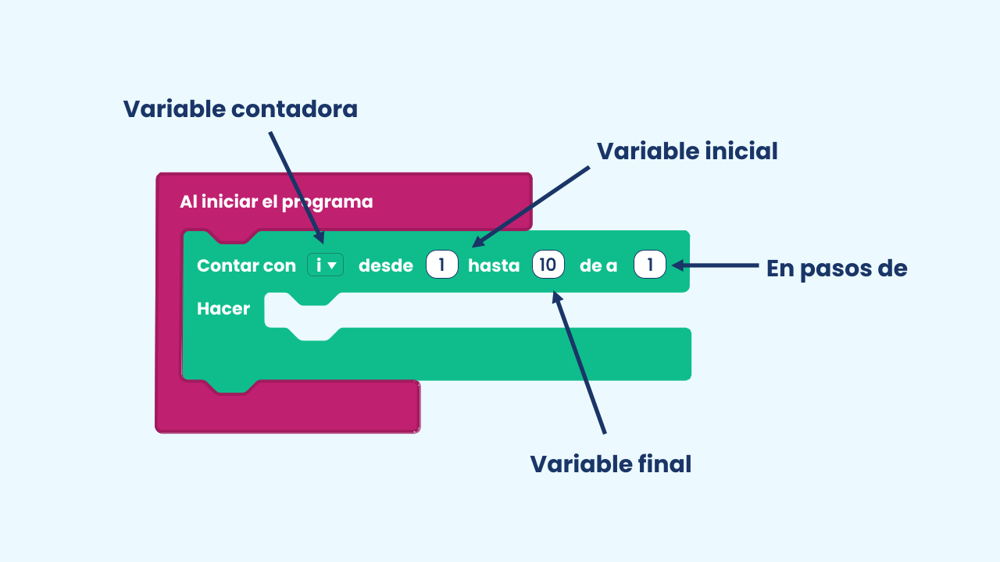 Variable contadora
Variable inicial
Al iniciar el programa
Contar con i desde 1 hasta 10 de a 1
En pasos de
Hacer
Variable final